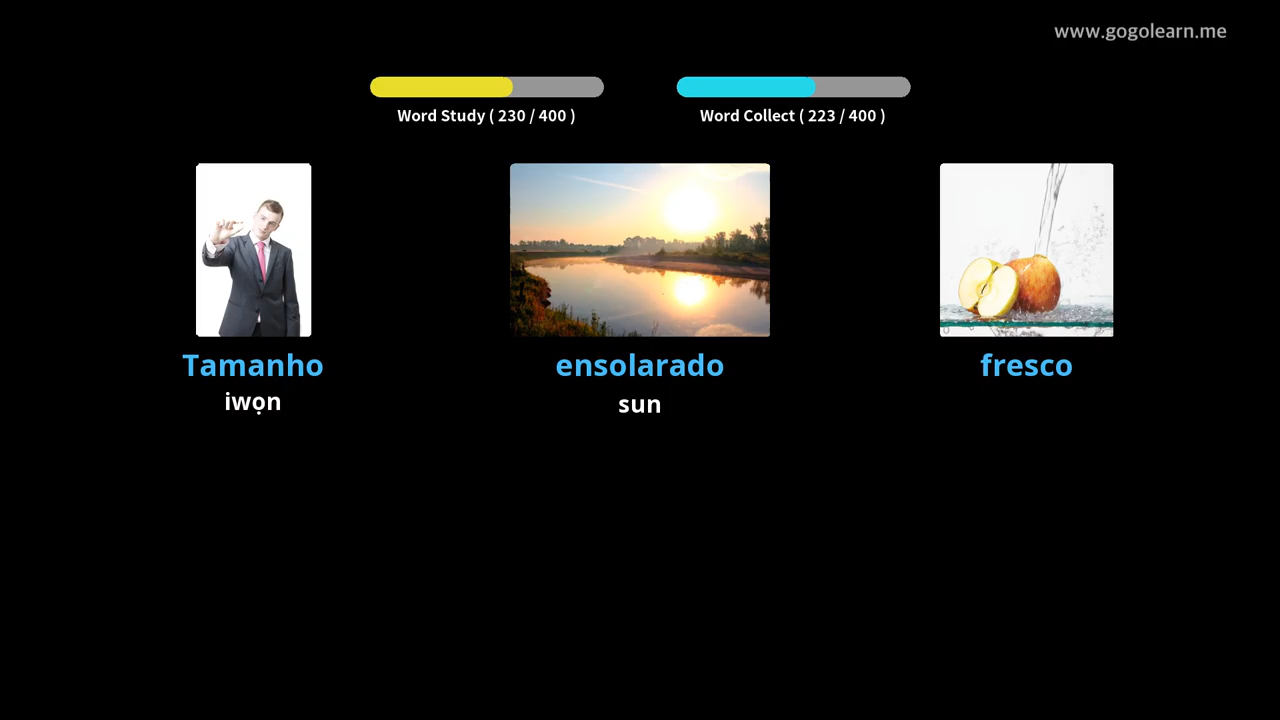 www.gogolearn.me
Word Study ( 230 / 400 )
Word Collect ( 223 / 400 )
Tamanho
iwọn
ensolarado
sun
fresco